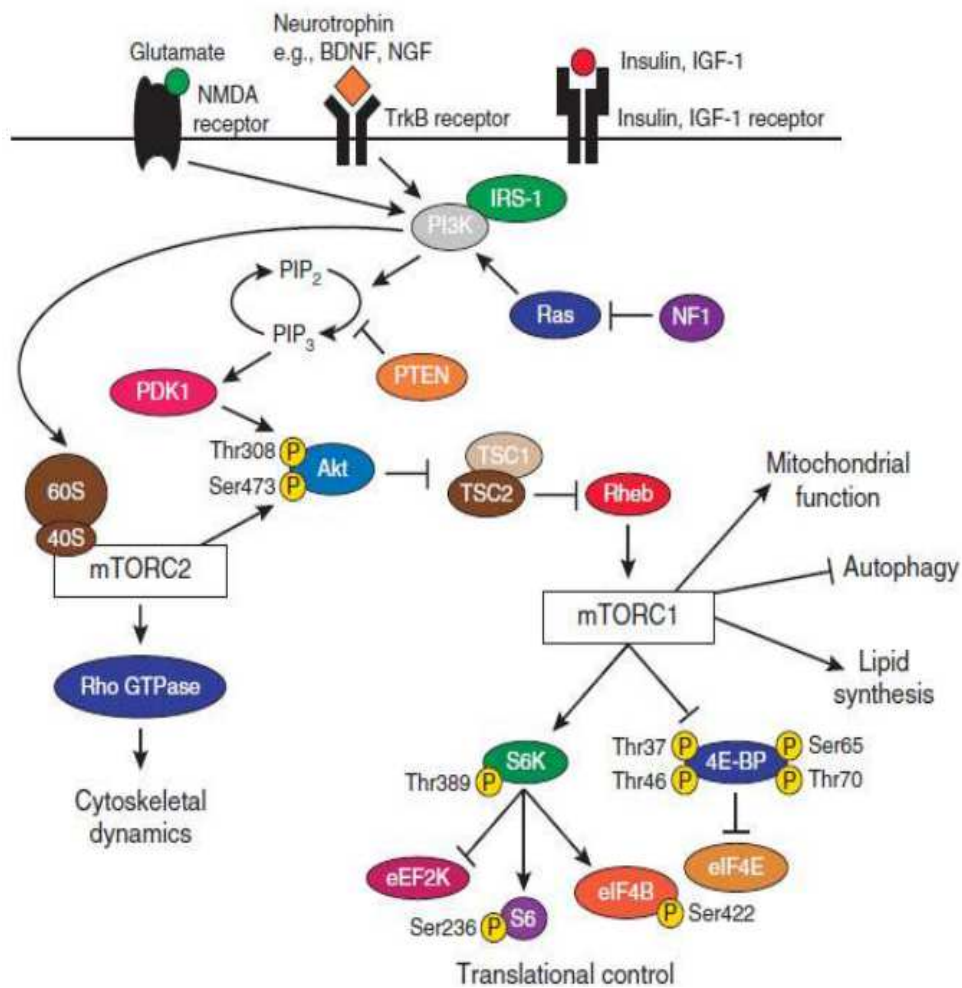 Neurotrophin
e.g., BDNF, NGF
Glutamate
Insulin, IGF-1
NMDA
receptor
TrkB receptor
Insulin, IGF-1 receptor
IRS-1
PI3K
PIP2
Ras
NF1
PIP3
PTEN
PDK1
Thr308
P
Akt
Ser473
P
TSC1
TSC2
Rheb
Mitochondrial
function
60S
40S
mTORC2
Autophagy
mTORC1
Lipid
synthesis
Rho GTPase
Thr37
P
4E-BP
P
Ser65
Thr46
P
P
Thr70
S6K
Thr389
P
Cytoskeletal
dynamics
eEF2K
eIF4B
eIF4E
Ser236
P
S6
P
Ser422
Translational control